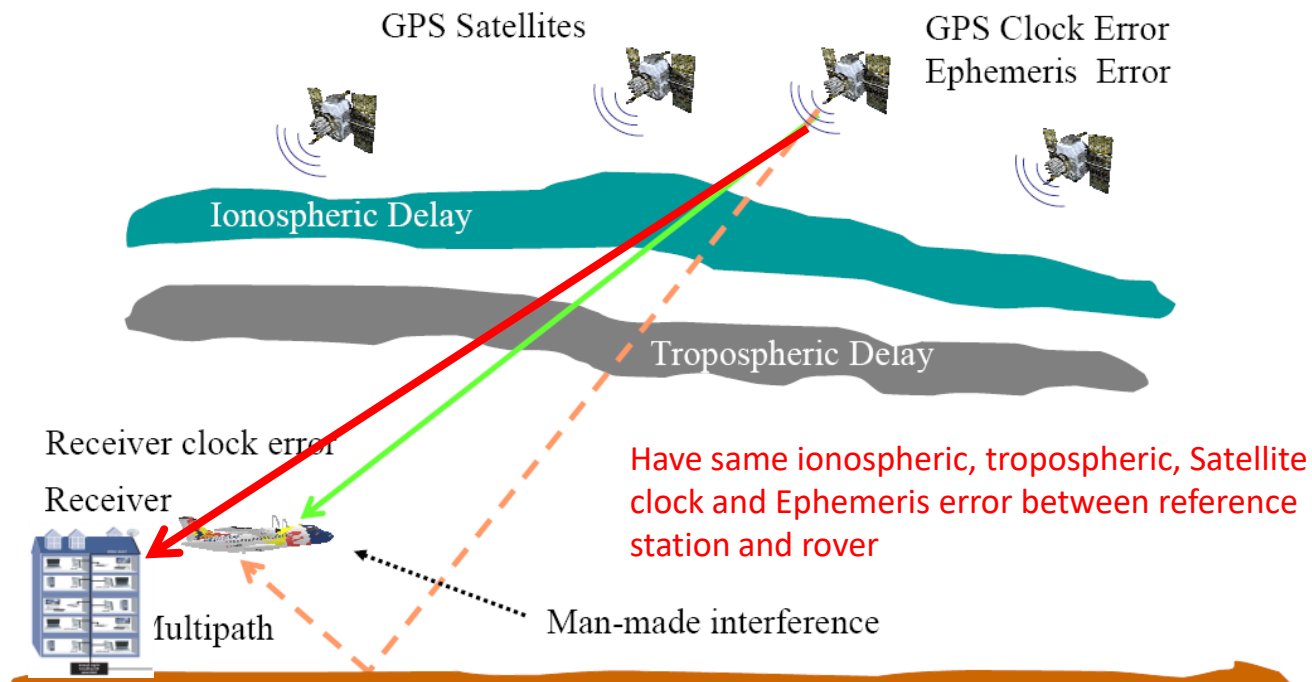 GPS Satellites
GPS Clock Error
Ephemeris Error
Ionospheric Delay
Tropospheric Delay
Receiver clock error
Receiver
Have same ionospheric, tropospheric, Satellite
clock and Ephemeris error between reference
station and rover
Multipath
Man-made interference